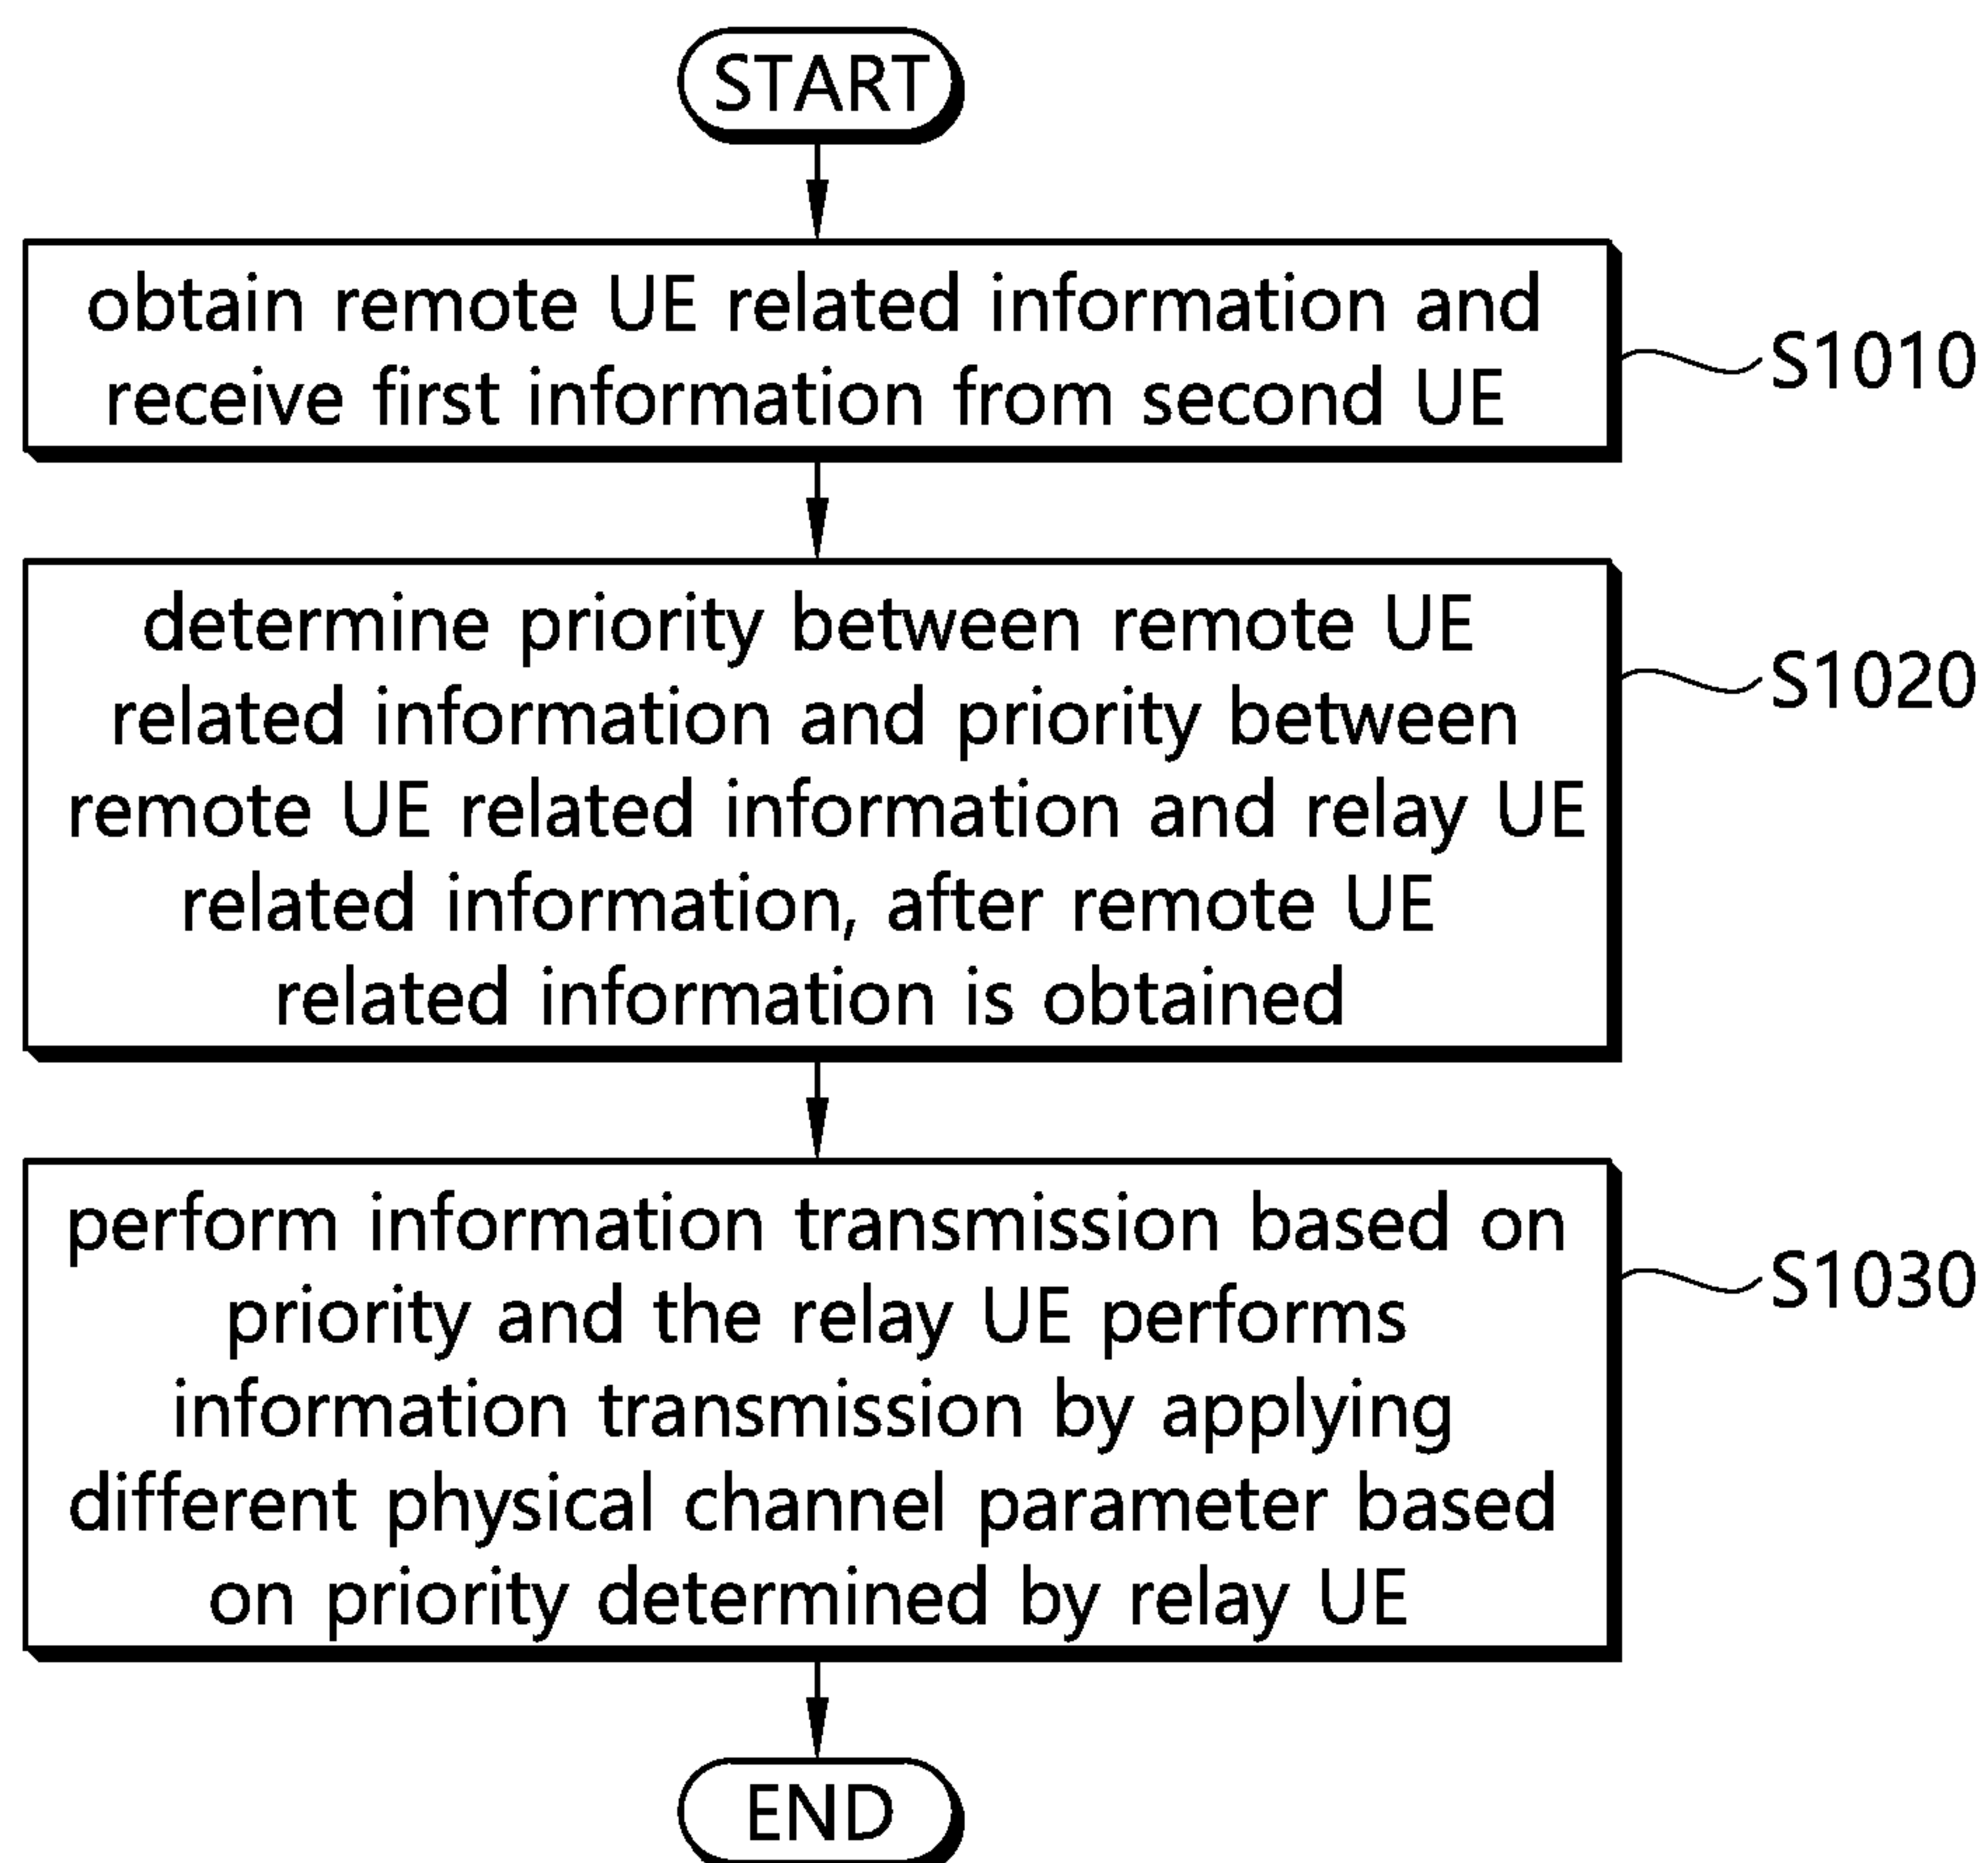 START
obtain remote UE related information and
receive first information from second UE
S1010
determine priority between remote UE
related information and priority between
remote UE related information and relay UE
related information, after remote UE
related information is obtained
S1020
perform information transmission based on
priority and the relay UE performs
information transmission by applying
different physical channel parameter based
on priority determined by relay UE
S1030
END